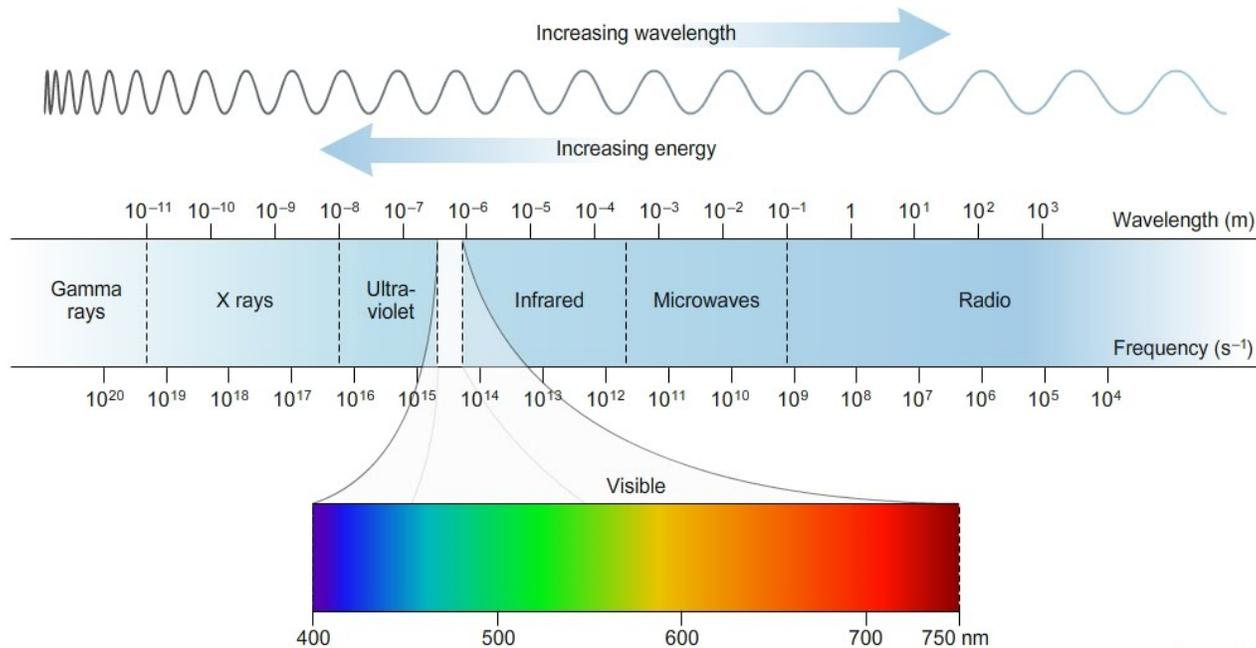 Increasing wavelength
Increasing energy
10⁻¹¹ 10⁻¹⁰ 10⁻⁹ 10⁻⁸ 10⁻⁷ 10⁻⁶ 10⁻⁵ 10⁻⁴ 10⁻³ 10⁻² 10⁻¹ 1 10¹ 10² 10³ Wavelength (m)
Gamma
rays
X rays
Ultra-
violet
Infrared
Microwaves
Radio
Frequency (s⁻¹)
10²⁰ 10¹⁹ 10¹⁸ 10¹⁷ 10¹⁶ 10¹⁵ 10¹⁴ 10¹³ 10¹² 10¹¹ 10¹⁰ 10⁹ 10⁸ 10⁷ 10⁶ 10⁵ 10⁴
Visible
400 500 600 700 750 nm